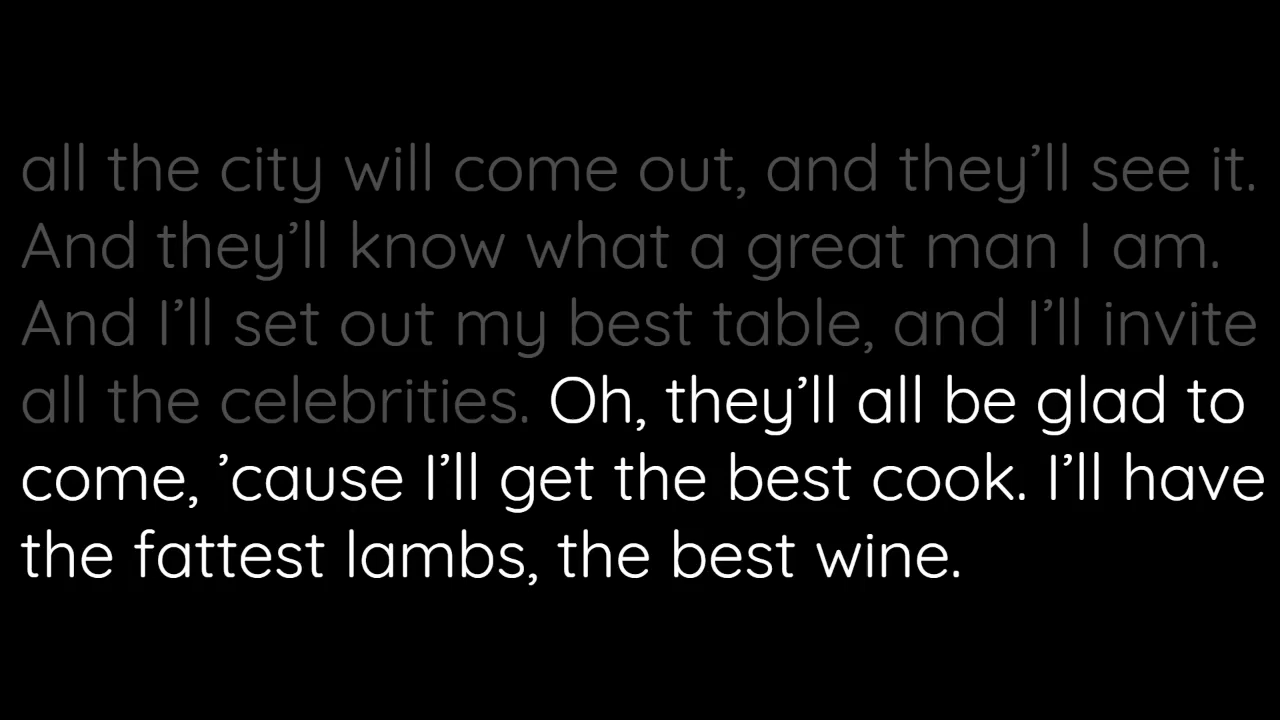 all the city will come out, and they’ll see it.
And they’ll know what a great man I am.
And I’ll set out my best table, and I’ll invite
all the celebrities. Oh, they’ll all be glad to
come, ’cause I’ll get the best cook. I’ll have
the fattest lambs, the best wine.